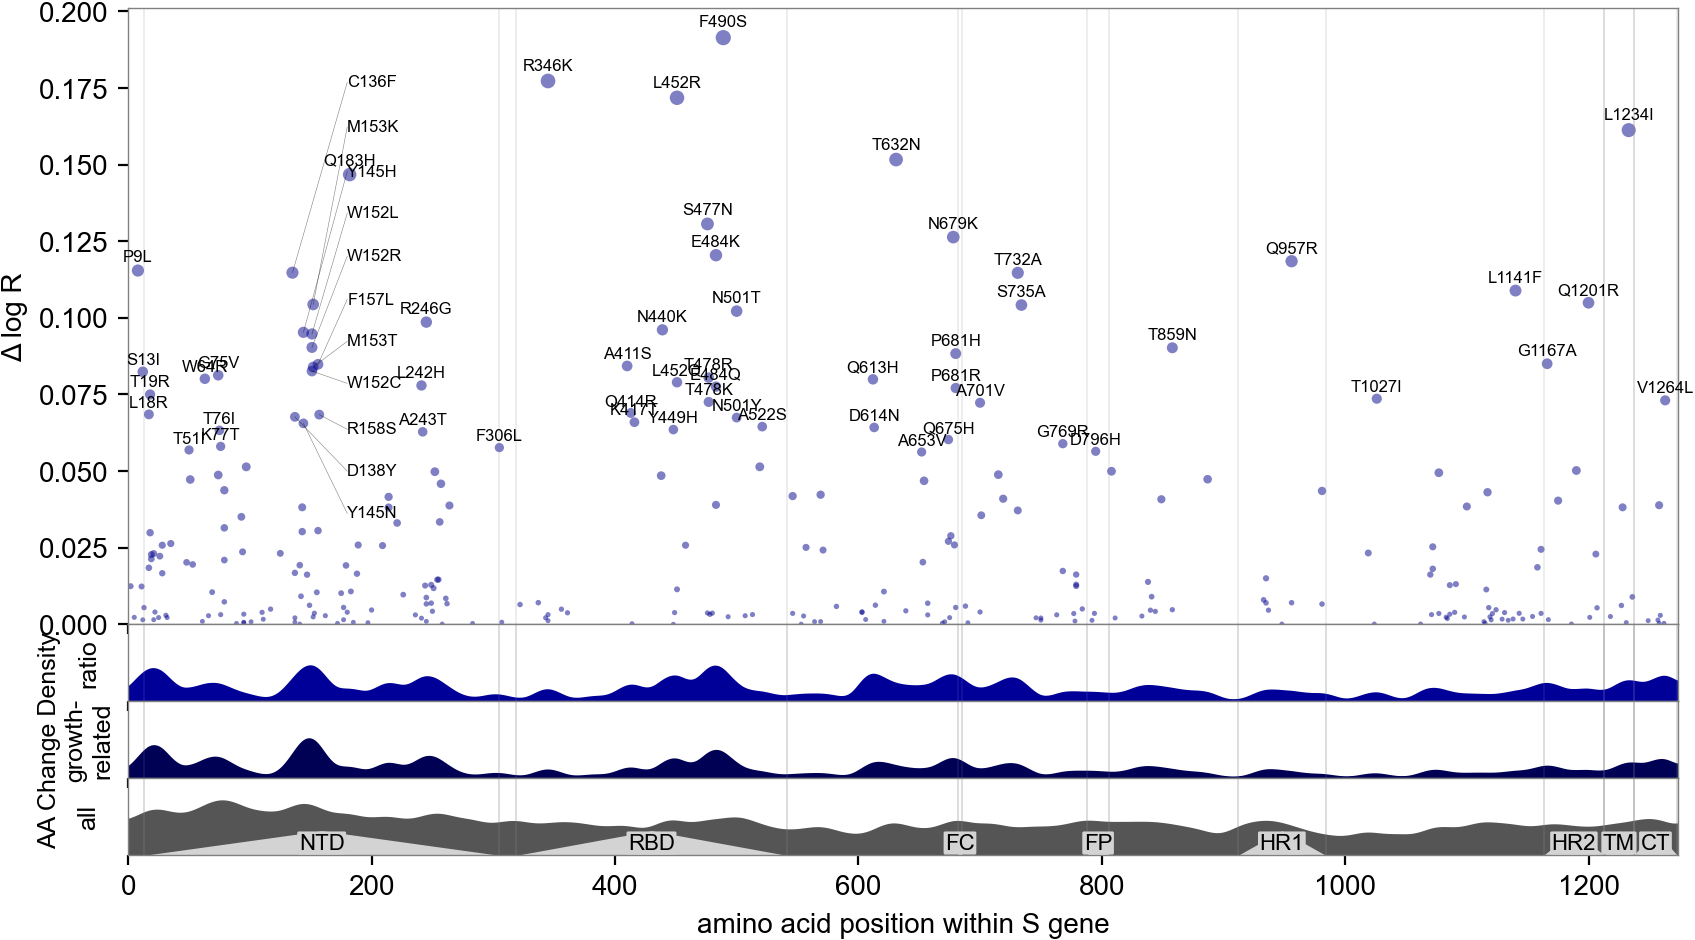 0.200
0.175
0.150
0.125
0.100
0.075
0.050
0.025
0.000
Δ log R
F490S
R346K
L452R
C136F
M153K
Q183H
Y145H
L1234I
T632N
W152L
S477N
N679K
E484K
W152R
Q957R
P9L
T732A
S735A
L1141F
Q1201R
F157L
R246G
N501T
N440K
M153T
P681H
T859N
A411S
G1167A
S13I
W64R
G75V
L242H
L452Q
T478R
E484Q
Q613H
T19R
W152C
T478K
P681R
A701V
T1027I
V1264L
L18R
Q414R
K417T
N501Y
Y449H
A522S
D614N
T76I
A243T
R158S
T51I
K77T
F306L
Q675H
A653V
G769R
D796H
D138Y
Y145N
AA Change Density
ratio
growth-
related
all
NTD
RBD
FC
FP
HR1
HR2
TM
CT
0
200
400
600
800
1000
1200
amino acid position within S gene